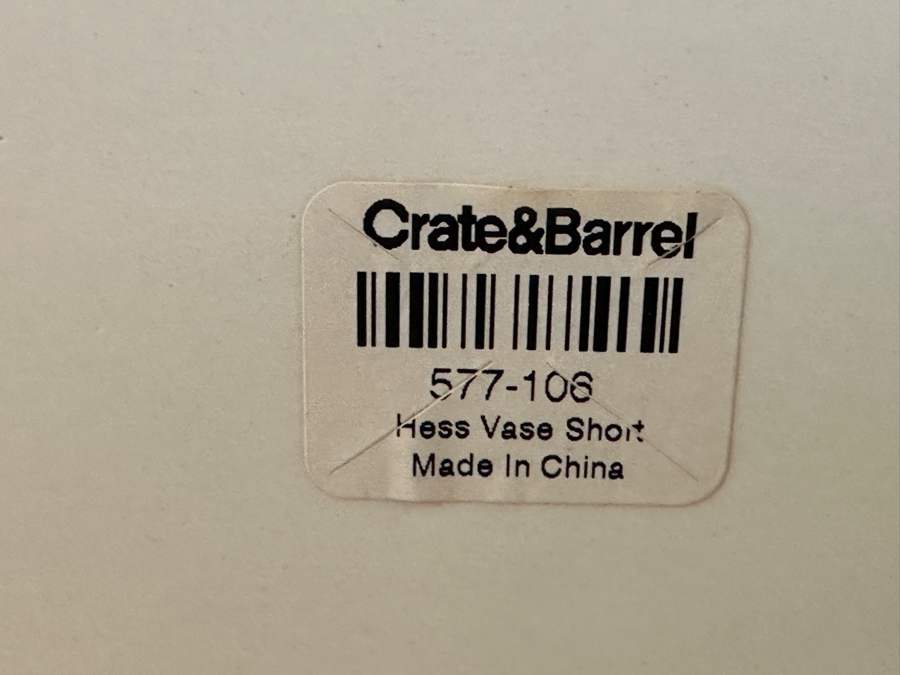 Crate&Barrel
577-106
Hess Vase Short
Made In China